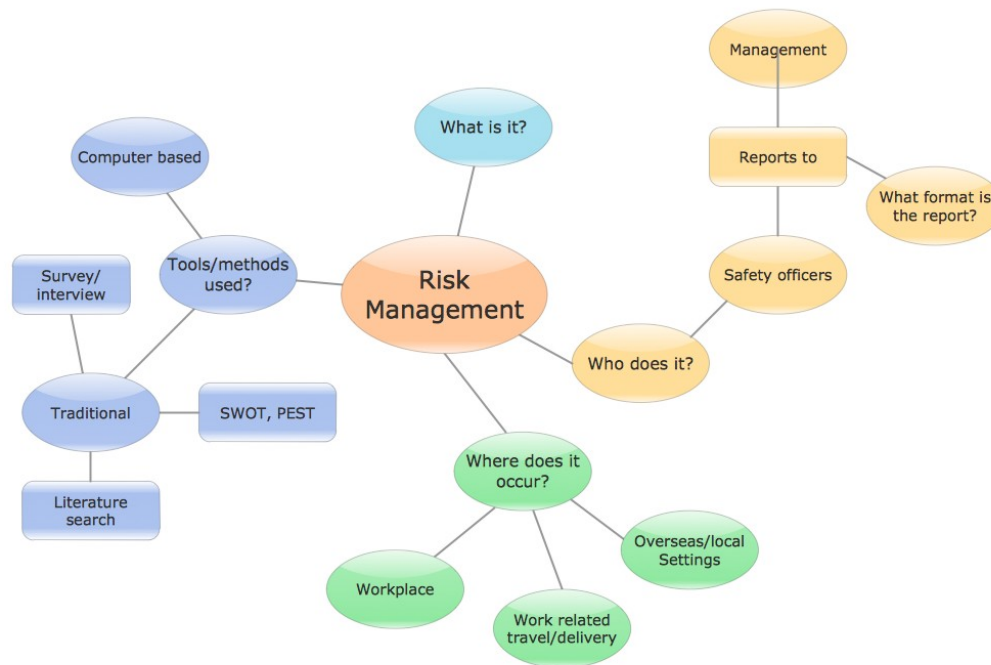 Management
What is it?
Computer based
Reports to
What format is
the report?
Tools/methods
used?
Survey/
interview
Risk
Management
Safety officers
Who does it?
Traditional
SWOT, PEST
Where does it
occur?
Literature
search
Overseas/local
Settings
Workplace
Work related
travel/delivery